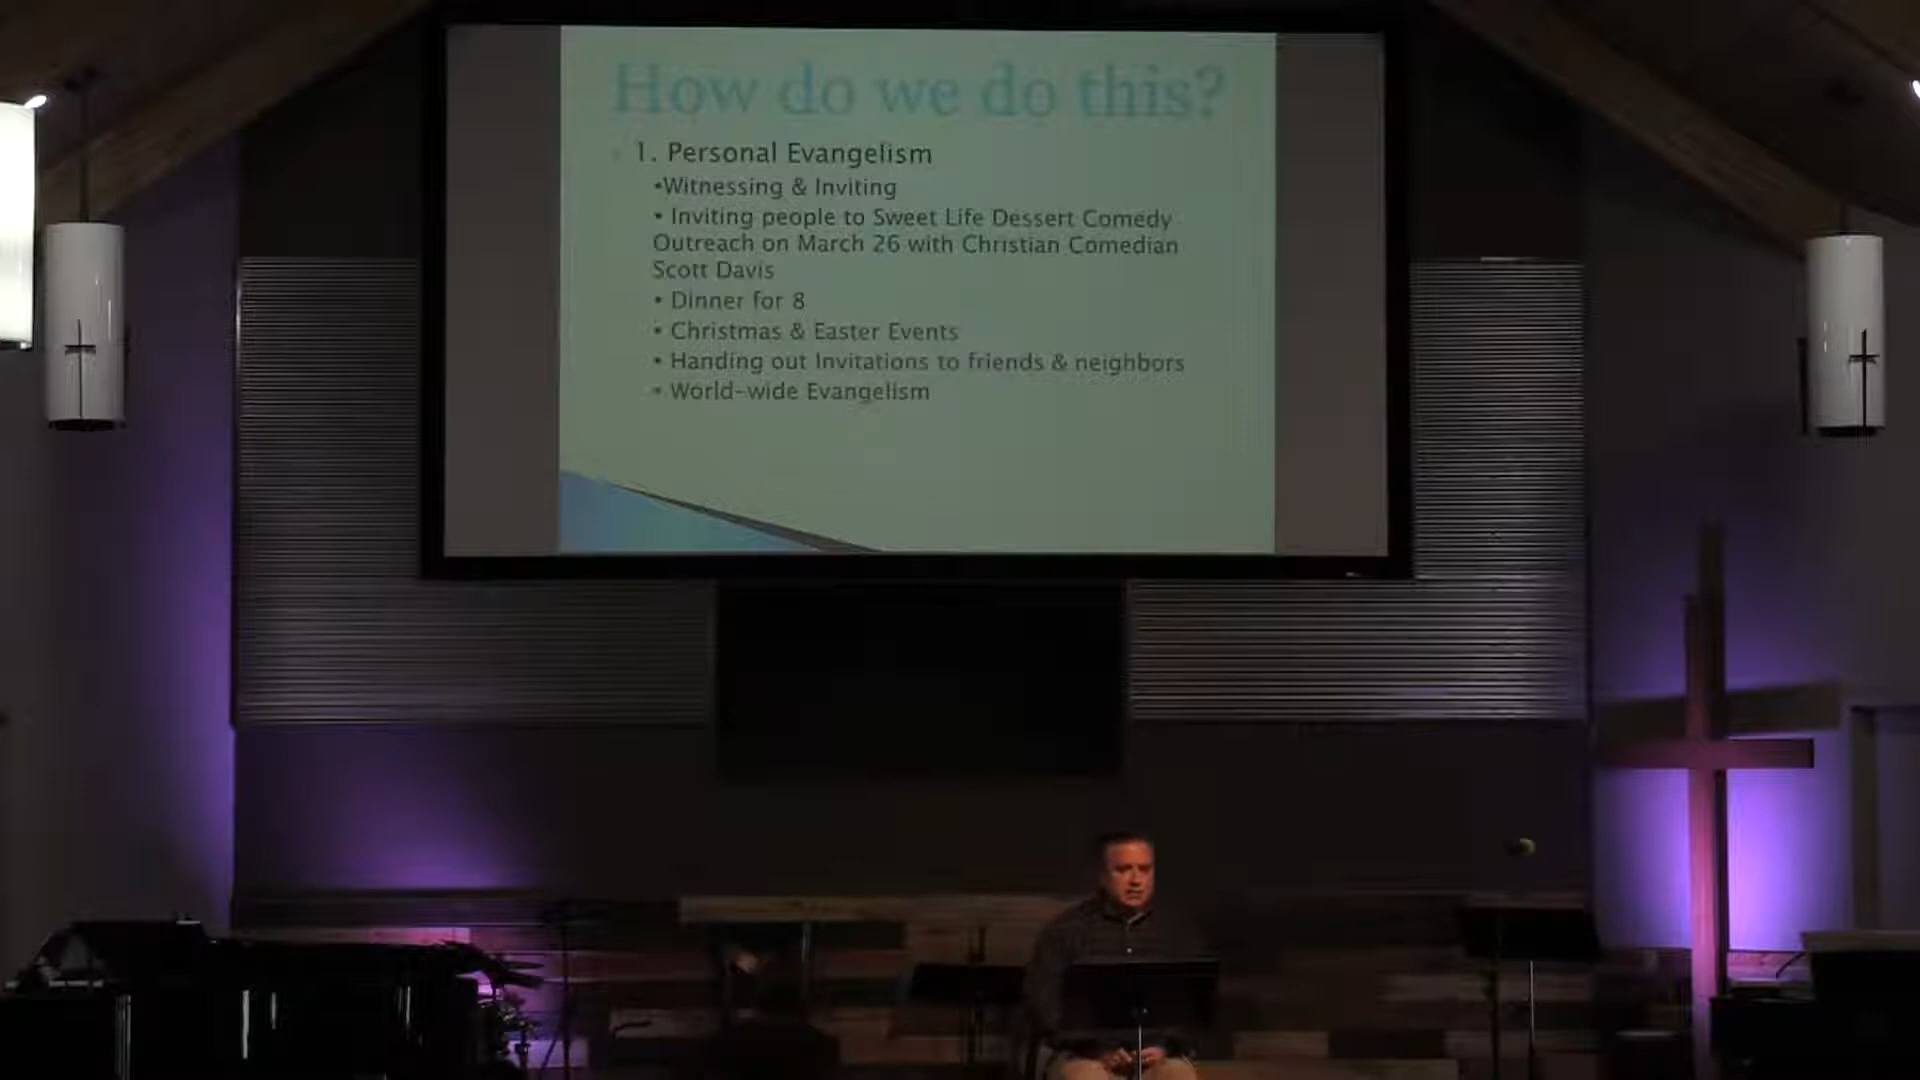 How do we do this?
1. Personal Evangelism
•Witnessing & Inviting
• Inviting people to Sweet Life Dessert Comedy
Outreach on March 26 with Christian Comedian
Scott Davis
• Dinner for 8
• Christmas & Easter Events
• Handing out Invitations to friends & neighbors
• World-wide Evangelism